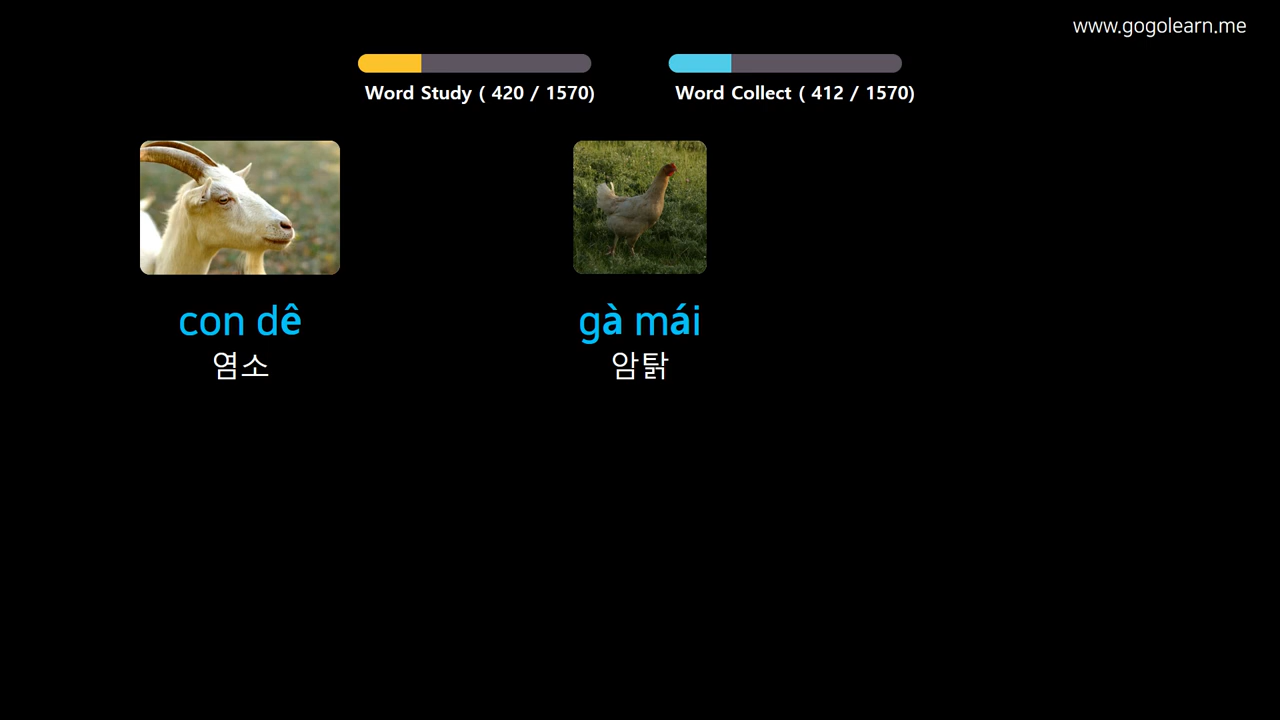 www.gogolearn.me
Word Study ( 420 / 1570)
Word Collect ( 412 / 1570)
con dê
염소
gà mái
암탉